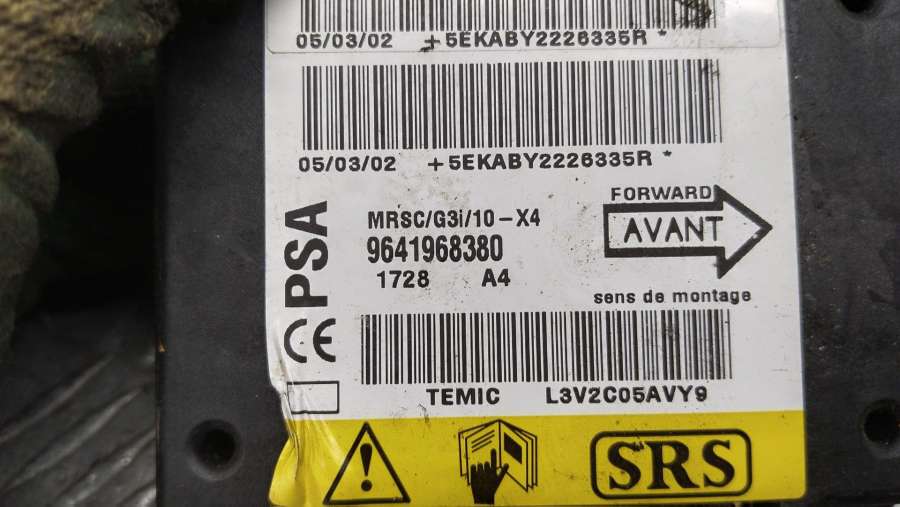 05/03/02 +5EKABY2226335R *
05/03/02 +5EKABY2226335R *
PSA
MRSC/G3i/10-X4
9641968380
1728 A4
FORWARD
AVANT
sens de montage
CE
TEMIC L3V2C05AVY9
SRS